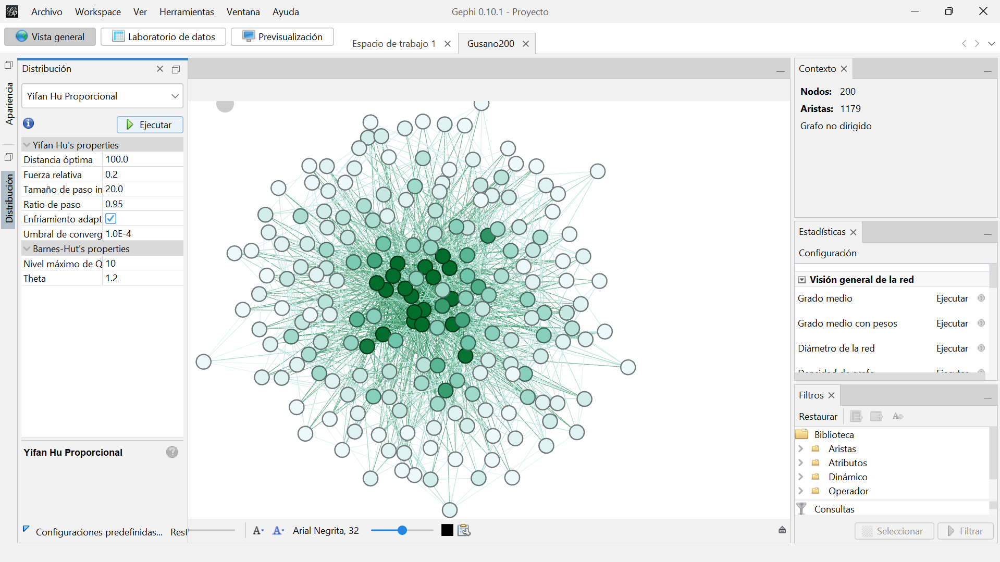 Archivo Workspace Ver Herramientas Ventana Ayuda
Gephi 0.10.1 - Proyecto
Vista general
Laboratorio de datos
Previsualización
Espacio de trabajo 1
Gusano200
Apariencia
Distribución
Distribución
Yifan Hu Proporcional
Ejecutar
Yifan Hu's properties
Distancia óptima 100.0
Fuerza relativa 0.2
Tamaño de paso in 20.0
Ratio de paso 0.95
Enfriamiento adapt
Umbral de converg 1.0E-4
Barnes-Hut's properties
Nivel máximo de Q 10
Theta 1.2
Yifan Hu Proporcional
Configuraciones predefinidas... Rest
Arial Negrita, 32
Contexto
Nodos: 200
Aristas: 1179
Grafo no dirigido
Estadísticas
Configuración
Visión general de la red
Grado medio Ejecutar
Grado medio con pesos Ejecutar
Diámetro de la red Ejecutar
Densidad de grafo Ejecutar
Filtros
Restaurar
Biblioteca
Aristas
Atributos
Dinámico
Operador
Consultas
Seleccionar
Filtrar